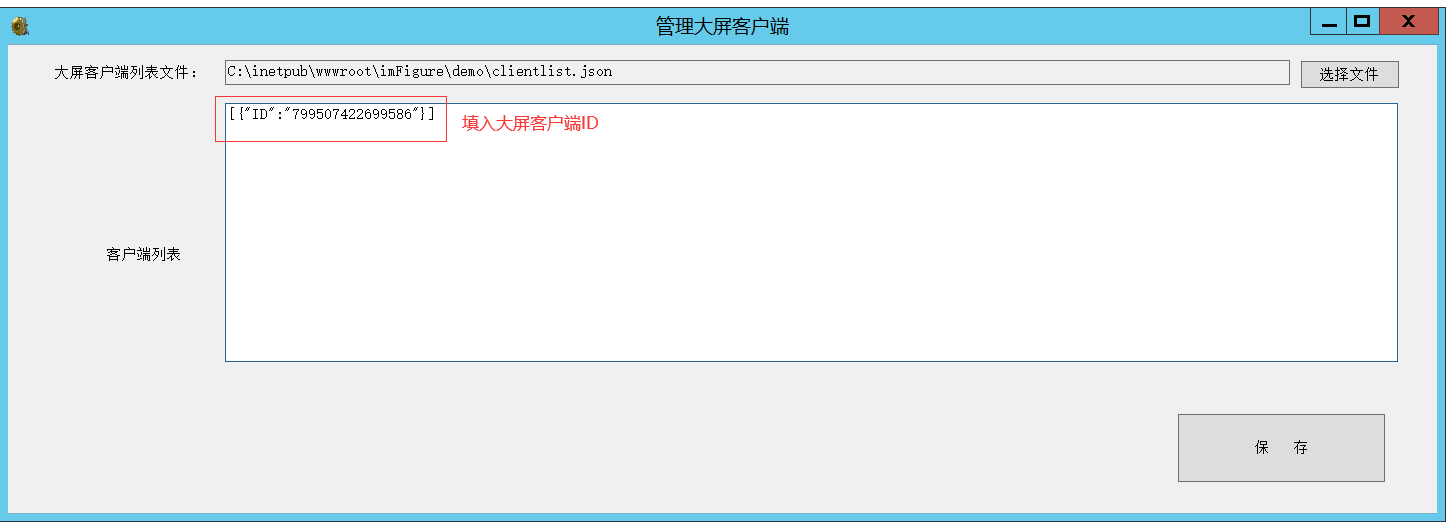 管理大屏客户端
大屏客户端列表文件：
C:\inetpub\wwwroot\imFigure\demo\clientlist.json
选择文件
[{"ID":"799507422699586"}]
填入大屏客户端ID
客户端列表
保 存